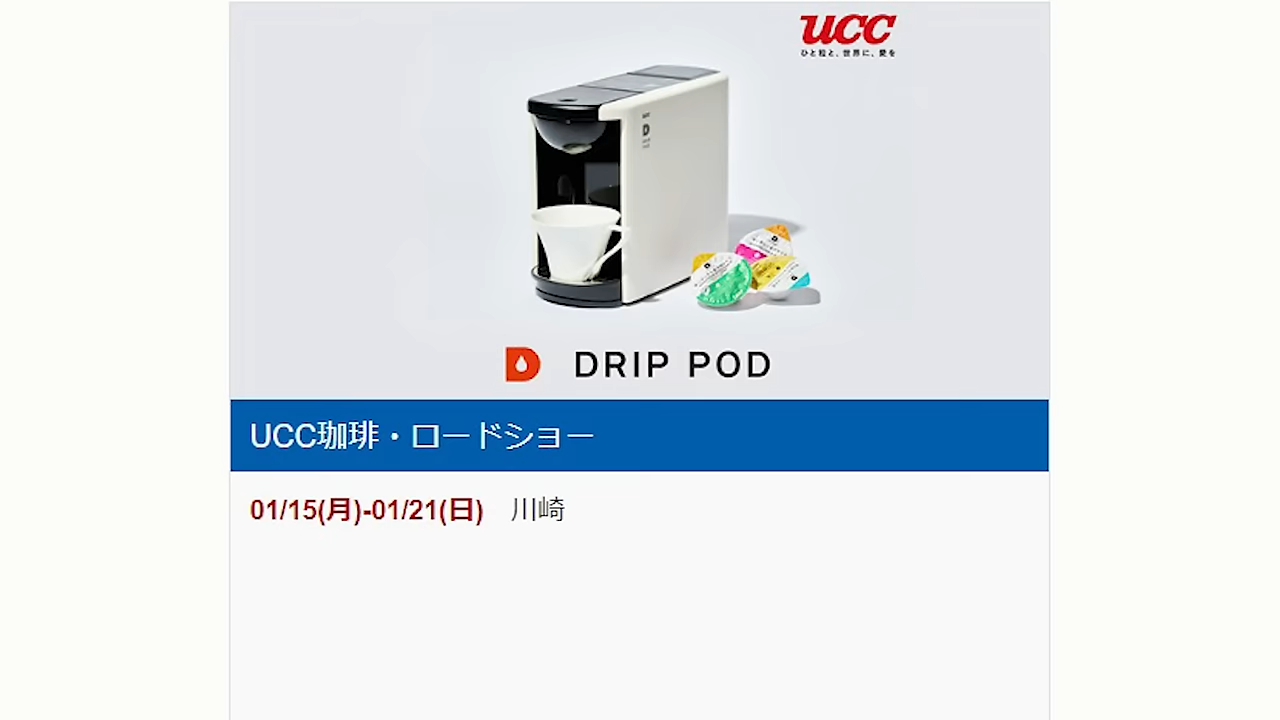 UCC
ひと粒と、世界に、愛を
D
DRIP POD
UCC珈琲・ロードショー
01/15(月)-01/21(日) 川崎